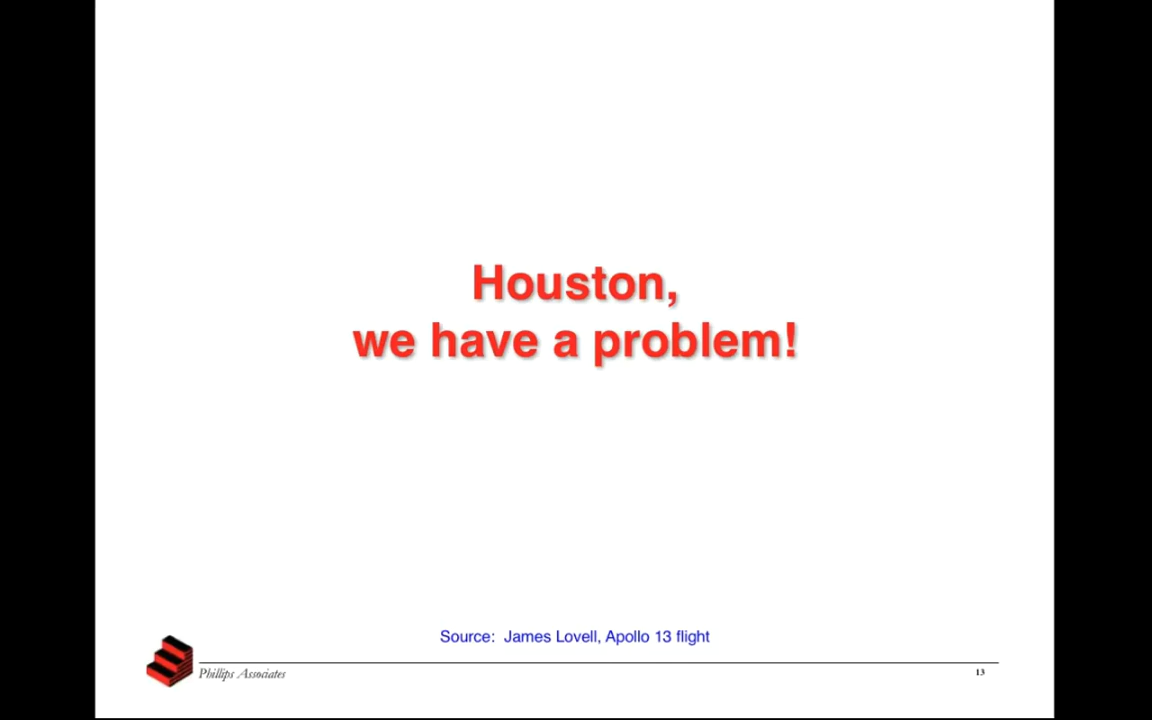 Houston,
we have a problem!
Source: James Lovell, Apollo 13 flight
Phillips Associates
13